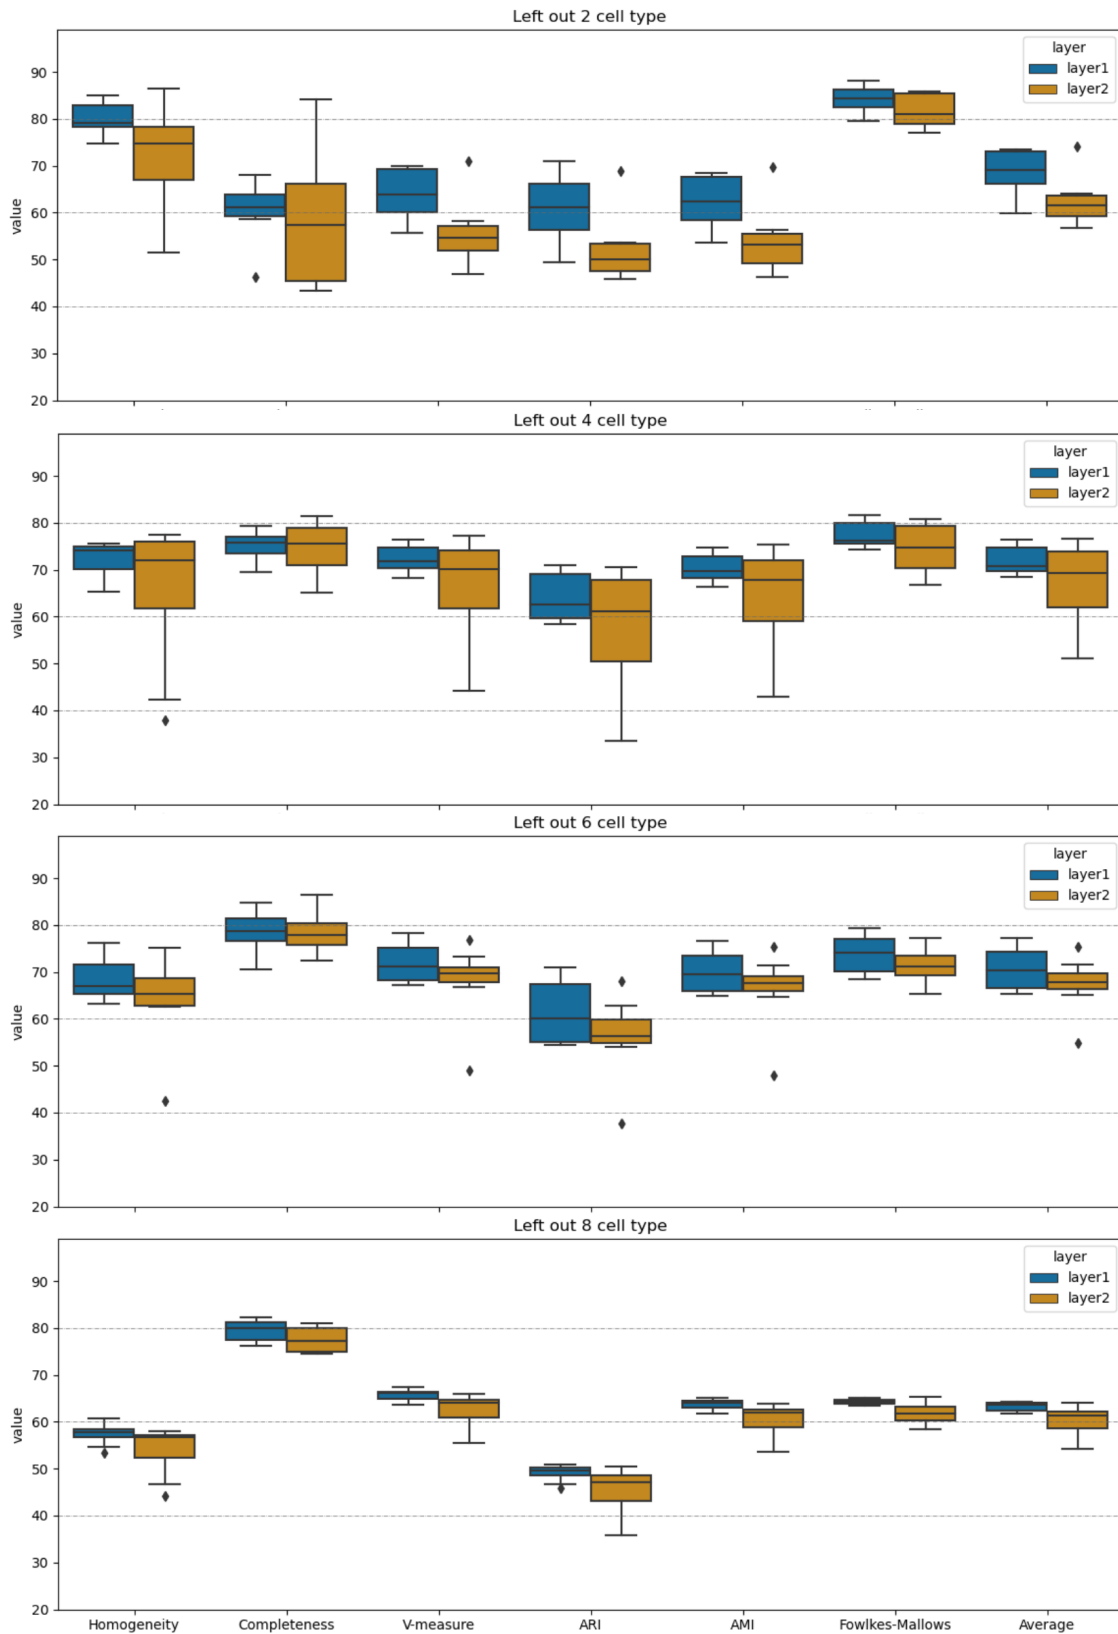 Left out 2 cell type
layer
layer1
layer2
90
80
70
60
50
40
30
20
value
Left out 4 cell type
layer
layer1
layer2
90
80
70
60
50
40
30
20
value
Left out 6 cell type
layer
layer1
layer2
90
80
70
60
50
40
30
20
value
Left out 8 cell type
layer
layer1
layer2
90
80
70
60
50
40
30
20
value
Homogeneity Completeness V-measure ARI AMI Fowlkes-Mallows Average